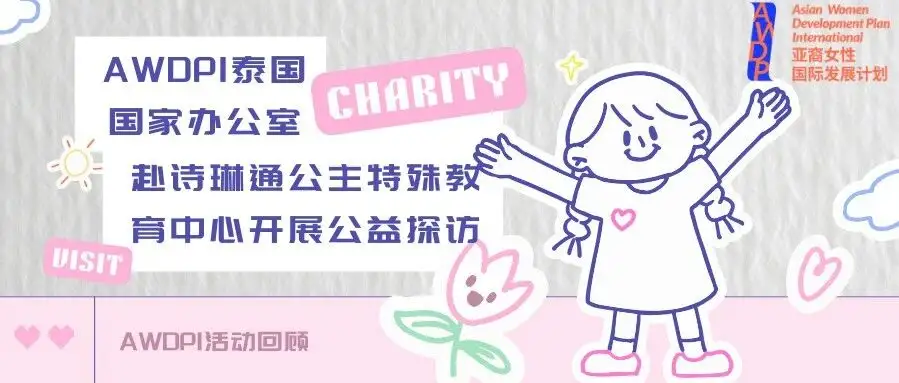 AWDPI泰国
国家办公室
CHARITY
赴诗琳通公主特殊教
育中心开展公益探访
VISIT
AWDPI活动回顾
AWDP
Asian Women
Development Plan
International
亚裔女性
国际发展计划